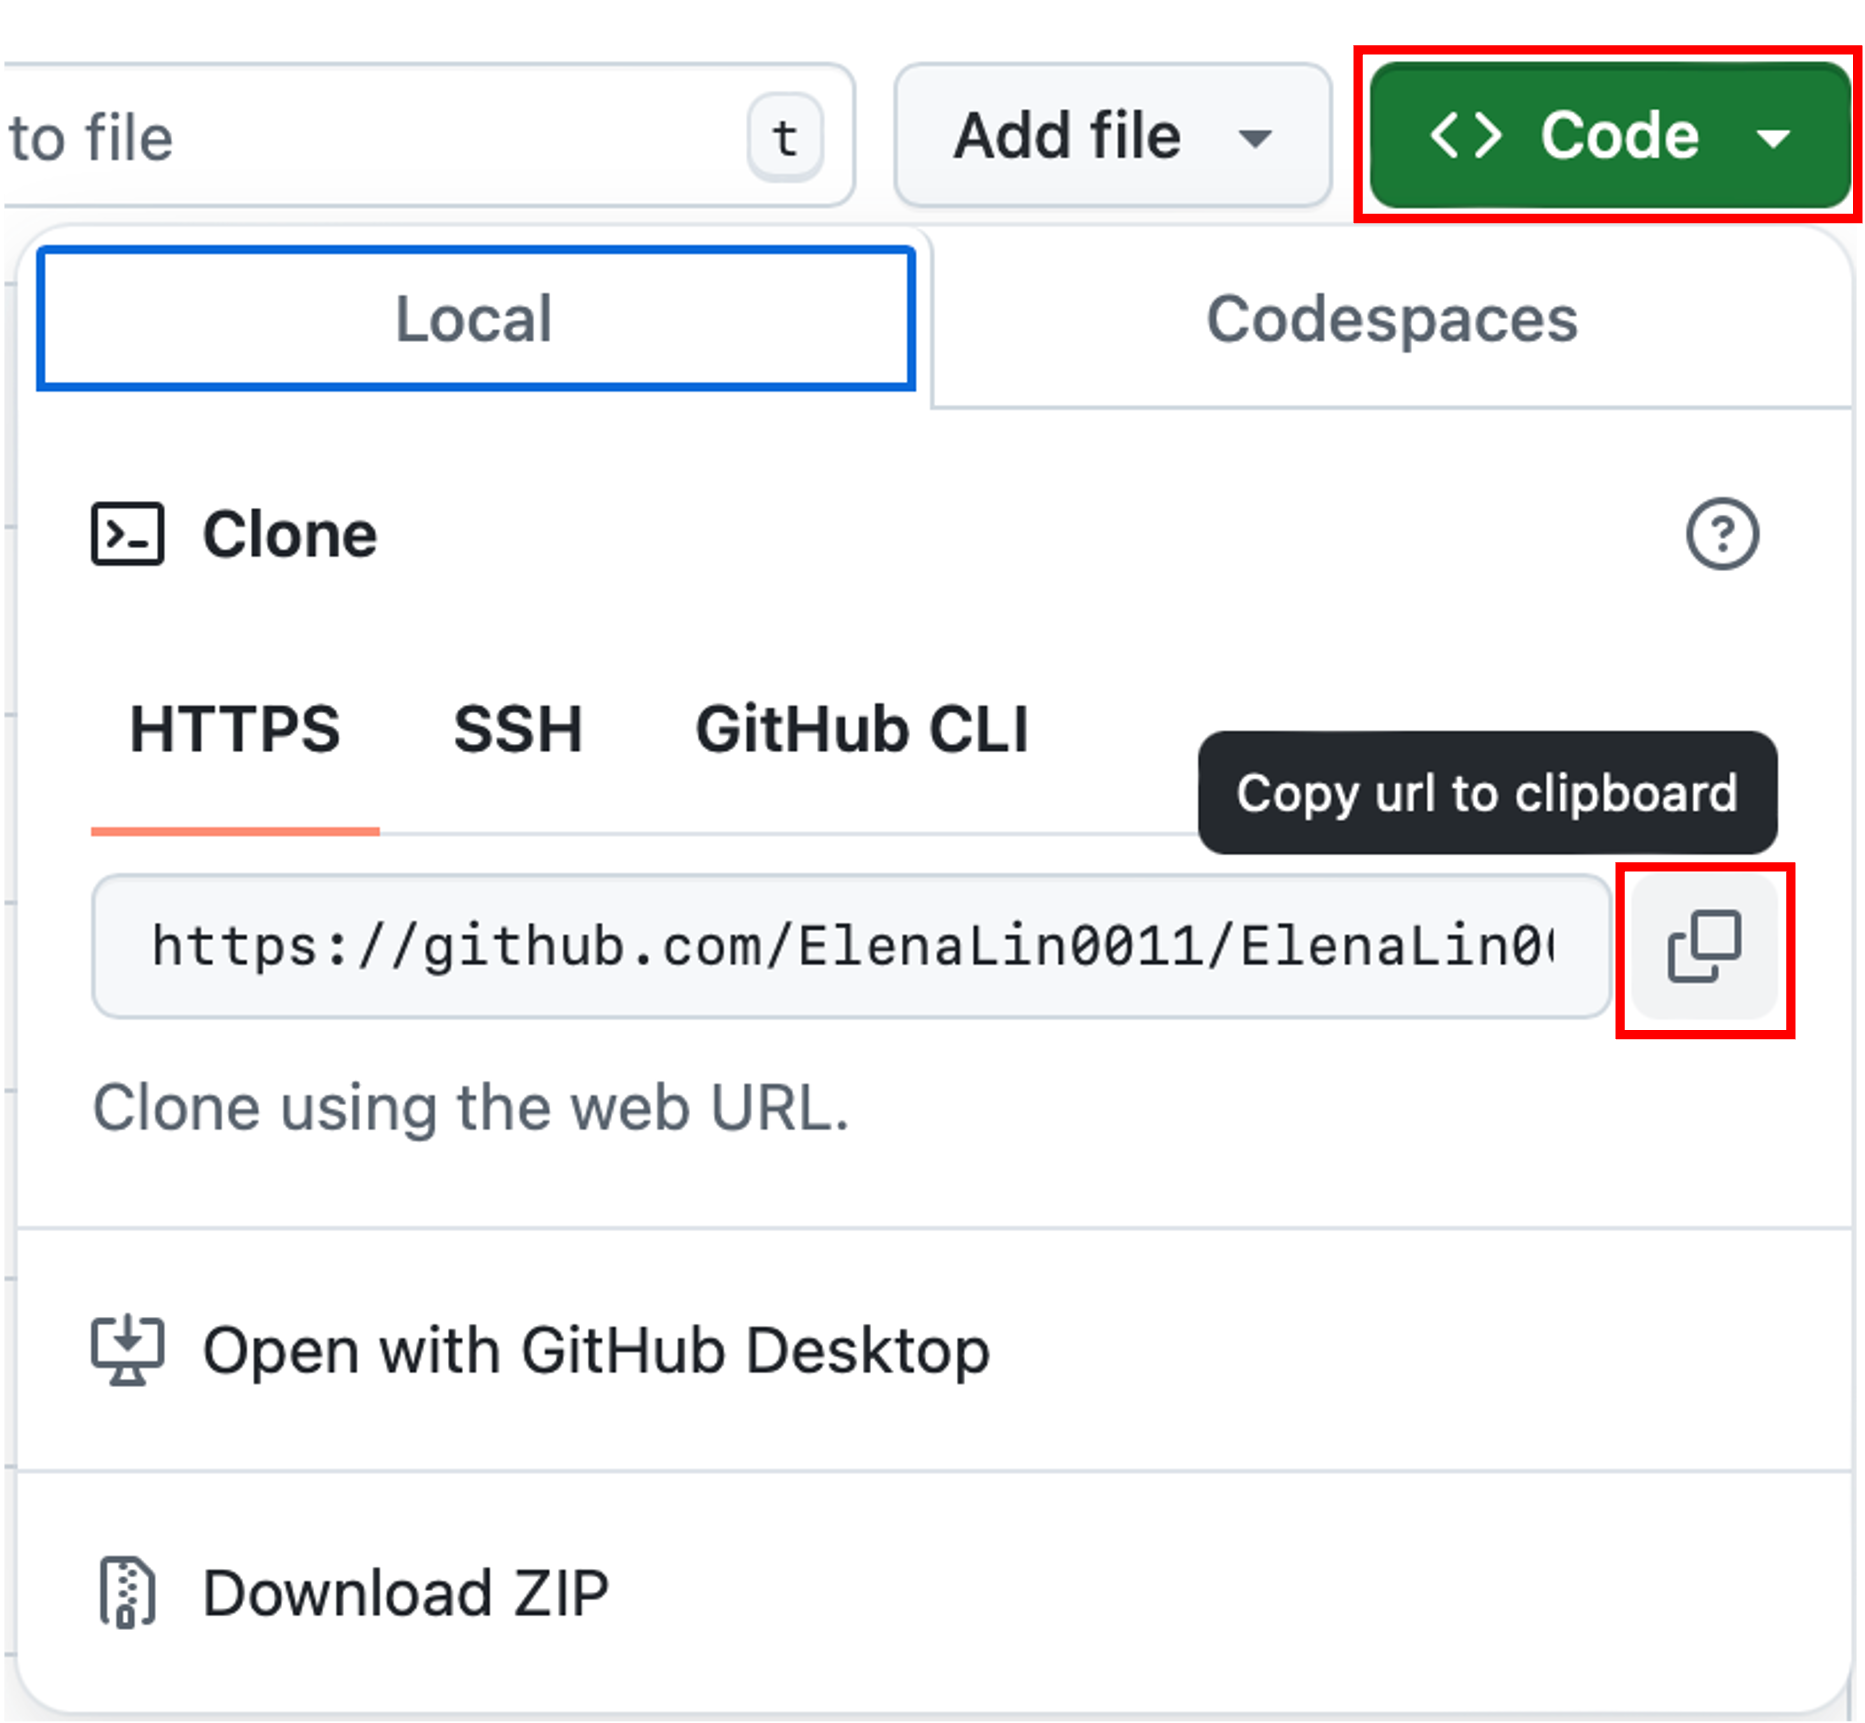 to file t Add file <> Code
Local Codespaces
Clone
HTTPS SSH GitHub CLI
Copy url to clipboard
https://github.com/ElenaLin0011/ElenaLin0
Clone using the web URL.
Open with GitHub Desktop
Download ZIP